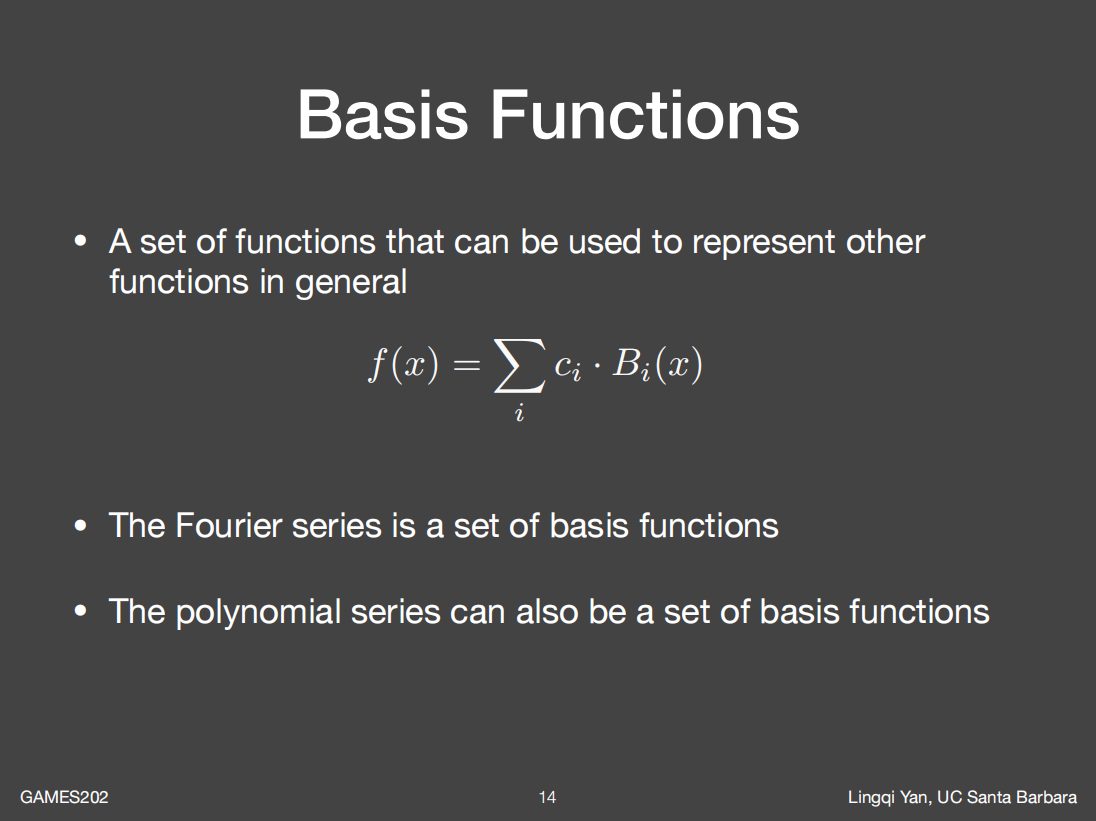 Basis Functions
• A set of functions that can be used to represent other
functions in general
f(x) = ∑_i c_i · B_i(x)
• The Fourier series is a set of basis functions
• The polynomial series can also be a set of basis functions
GAMES202 14 Lingqi Yan, UC Santa Barbara